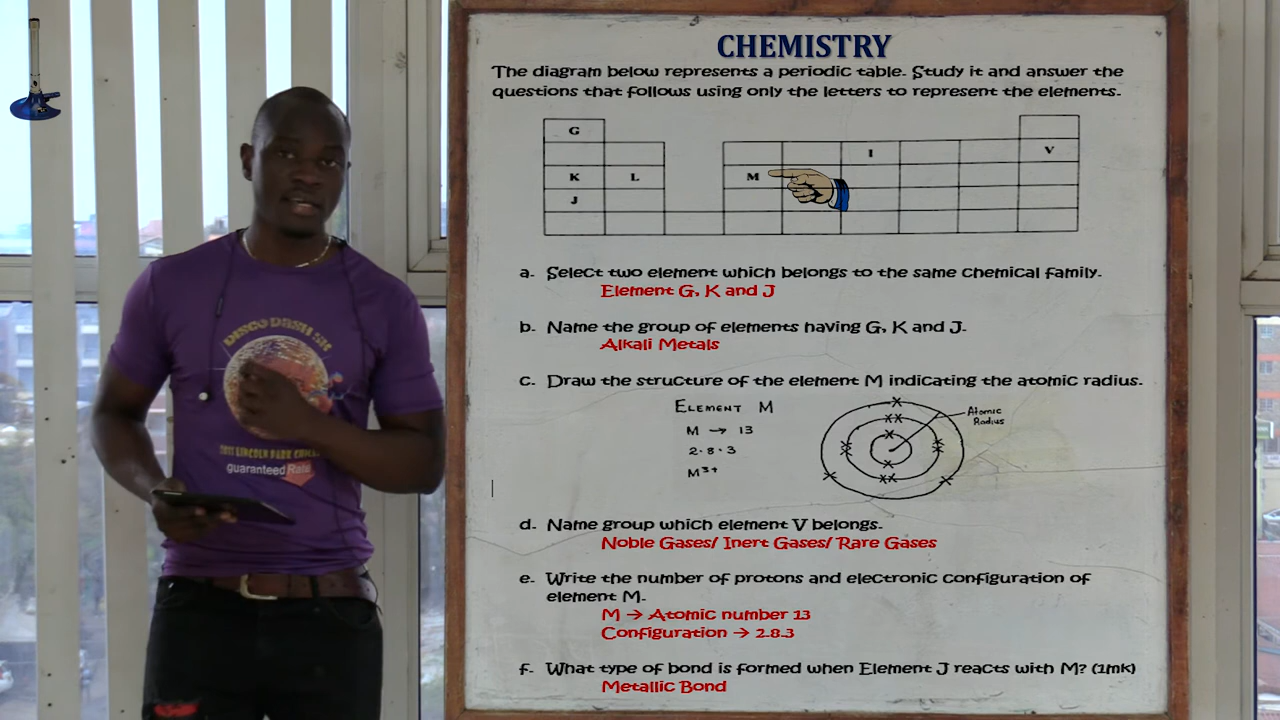 CHEMISTRY
The diagram below represents a periodic table. Study it and answer the
questions that follows using only the letters to represent the elements.
G
I
V
K
L
M
J
a. Select two element which belongs to the same chemical family.
Element G, K and J
b. Name the group of elements having G, K and J.
Alkali Metals
c. Draw the structure of the element M indicating the atomic radius.
ELEMENT M
M → 13
2.8.3
M³⁺
Atomic
Radius
d. Name group which element V belongs.
Noble Gases/ Inert Gases/ Rare Gases
e. Write the number of protons and electronic configuration of
element M.
M → Atomic number 13
Configuration → 2.8.3
f. What type of bond is formed when Element J reacts with M? (1mk)
Metallic Bond
DISCO DASH
LINCOLN PARK
guaranteed